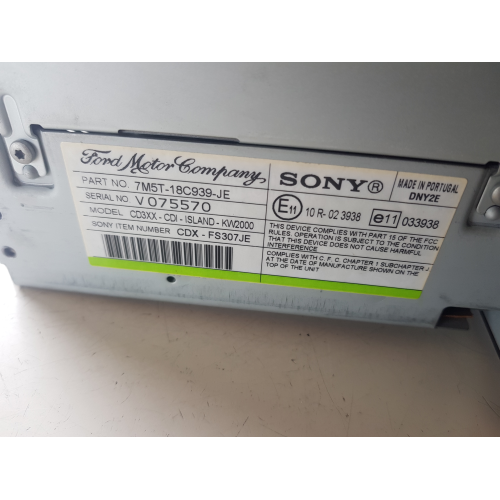 Ford Motor Company
PART NO. 7M5T-18C939-JE
SERIAL NO V075570
MODEL CD3XX - CDI - ISLAND - KW2000
SONY ITEM NUMBER CDX - FS307JE
SONY®
MADE IN PORTUGAL
DNY2E
E11 10 R- 02 3938 e11 033938
THIS DEVICE COMPLIES WITH PART 15 OF THE FCC
RULES. OPERATION IS SUBJECT TO THE CONDITION
THAT THIS DEVICE DOES NOT CAUSE HARMFUL
INTERFERENCE
COMPLIES WITH C. F. C. CHAPTER 1 SUBCHAPTER J
AT THE DATE OF MANUFACTURE SHOWN ON THE
TOP OF THE UNIT